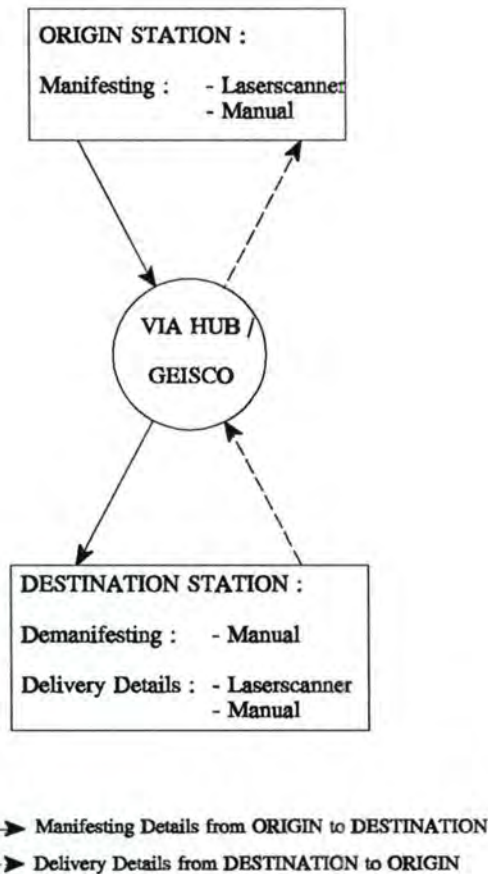 ORIGIN STATION :
Manifesting : - Laserscanner
- Manual
VIA HUB /
GEISCO
DESTINATION STATION :
Demanifesting : - Manual
Delivery Details : - Laserscanner
- Manual
Manifesting Details from ORIGIN to DESTINATION
Delivery Details from DESTINATION to ORIGIN